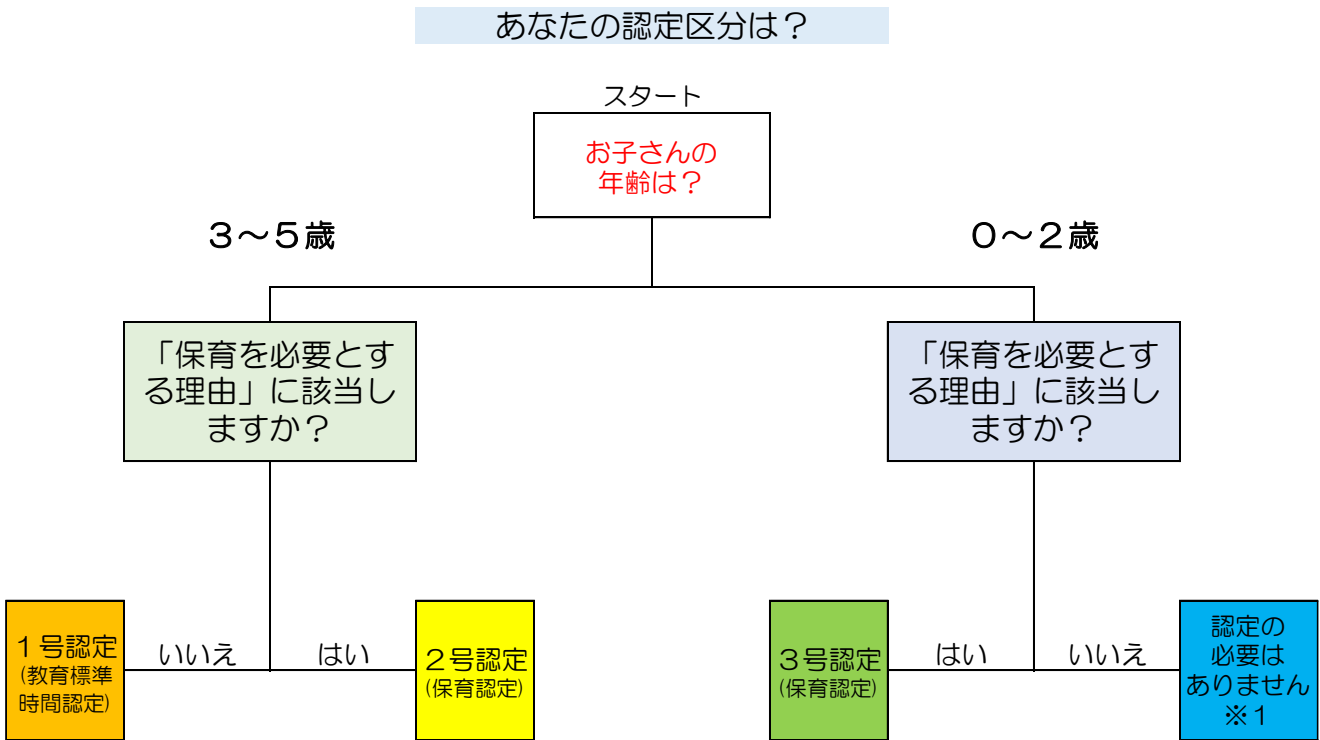 あなたの認定区分は？
スタート
お子さんの
年齢は？
３～５歳
０～２歳
「保育を必要とす
る理由」に該当し
ますか？
「保育を必要とす
る理由」に該当し
ますか？
１号認定
(教育標準
時間認定)
いいえ
はい
２号認定
(保育認定)
３号認定
(保育認定)
はい
いいえ
認定の
必要は
ありません
※１